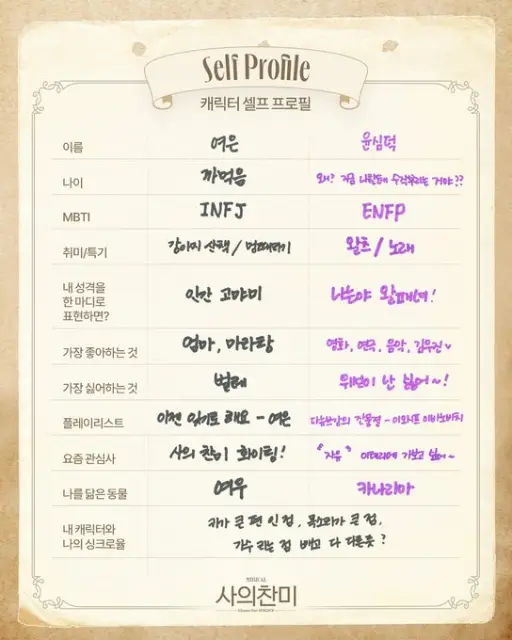 Self Profile
캐릭터 셀프 프로필
이름 여은 윤심덕
나이 까먹음 왜? 지금 나한테 수작부리는 거야??
MBTI INFJ ENFP
취미/특기 강아지 산책 / 멍때리기 왈츠 / 노래
내 성격을
한 마디로
표현하면?
인간 고야미 나는야 왕
가장 좋아하는 것 엄마, 마라탕 영화, 연극, 음악, 김우진♥
가장 싫어하는 것 벌레 위선이 난 싫어~!
플레이리스트 이젠 얘기로 해요 - 여은 다뉴브강의 잔물결 - 이오시프 이바노비치
요즘 관심사 사의 찬미 화이팅! "자유" 이태리에 가보고 싶어~
나를 닮은 동물 여우 카나리아
내 캐릭터와
나의 싱크로율
키가 큰 편인 점, 목소리가 큰 점,
가수 라는 점 빼고 다 다른듯?
MUSICAL
사의찬미